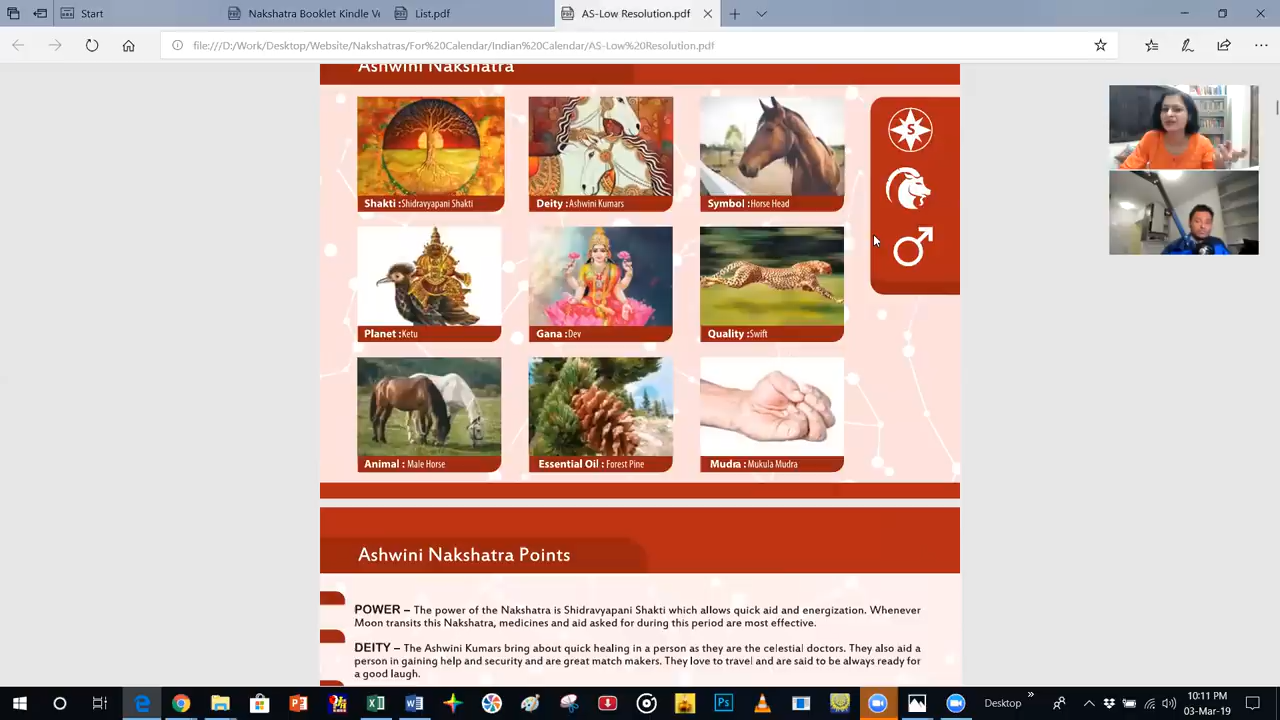 AS-Low Resolution.pdf
AS-Low Resolution.pdf
Start
file:///D:/Work/Desktop/Website/Nakshatras/For%20Calendar/Indian%20Calendar/AS-Low%20Resolution.pdf
Ashwini Nakshatra
S
Shakti :Shidravyapani Shakti
Deity :Ashwini Kumars
Symbol :Horse Head
Planet :Ketu
Gana :Dev
Quality :Swift
Animal : Male Horse
Essential Oil : Forest Pine
Mudra : Mukula Mudra
Ashwini Nakshatra Points
POWER – The power of the Nakshatra is Shidravyapani Shakti which allows quick aid and energization. Whenever
Moon transits this Nakshatra, medicines and aid asked for during this period are most effective.
DEITY – The Ashwini Kumars bring about quick healing in a person as they are the celestial doctors. They also aid a
person in gaining help and security and are great match makers. They love to travel and are said to be always ready for
a good laugh.
Desktop
10:11 PM
03-Mar-19